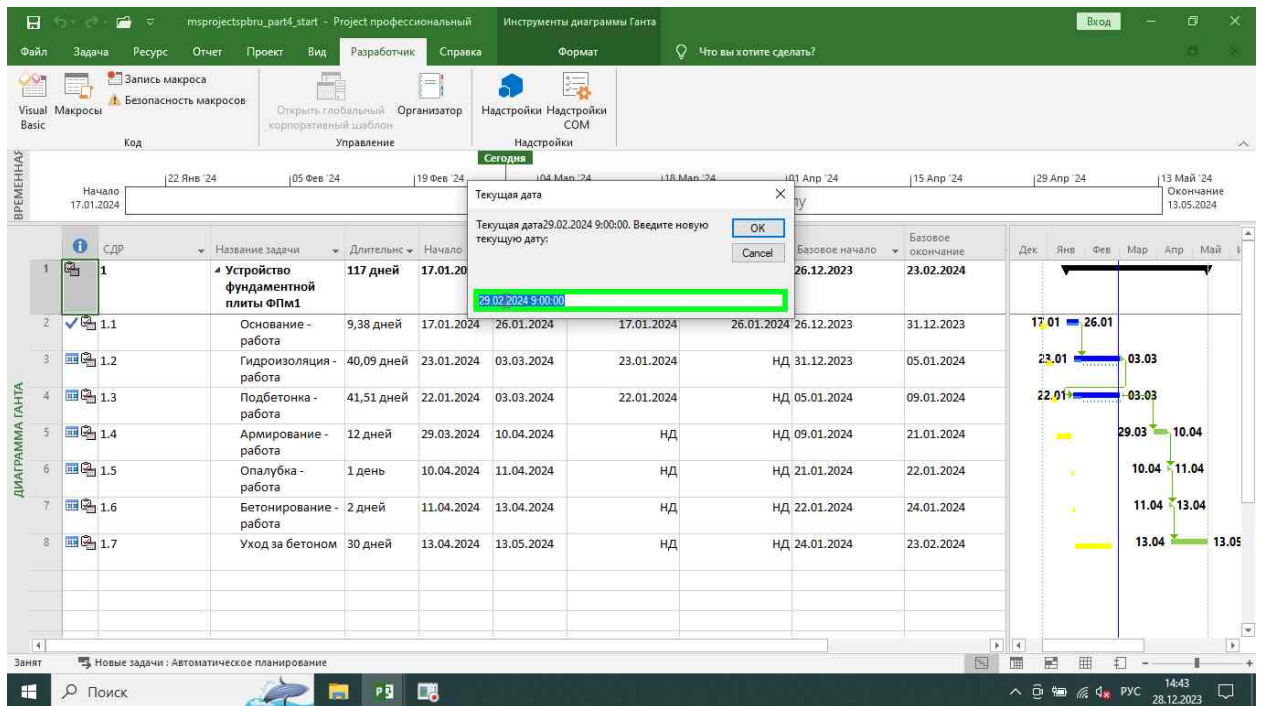 msprojectspbru_part4_start - Project профессиональный
Инструменты диаграммы Ганта
Вход
Файл Задача Ресурс Отчет Проект Вид Разработчик Справка Формат Что вы хотите сделать?
Visual Basic
Макросы
Запись макроса
Безопасность макросов
Код
Открыть глобальный корпоративный шаблон
Организатор
Управление
Надстройки
Надстройки COM
Надстройки
ВРЕМЕННАЯ
Сегодня
22 Янв '24 05 Фев '24 19 Фев '24 04 Мар '24 18 Мар '24 01 Апр '24 15 Апр '24 29 Апр '24 13 Май '24
Начало
17.01.2024
Окончание
13.05.2024
Текущая дата
Текущая дата29.02.2024 9:00:00. Введите новую
текущую дату:
OK
Cancel
29.02.2024 9:00:00
СДР Название задачи Длительнс Начало Базовое начало Базовое окончание Дек Янв Фев Мар Апр Май
1 1 Устройство фундаментной плиты ФПм1 117 дней 17.01.20 26.12.2023 23.02.2024
2 1.1 Основание - работа 9,38 дней 17.01.2024 26.01.2024 17.01.2024 26.01.2024 26.12.2023 31.12.2023 17.01 26.01
3 1.2 Гидроизоляция - работа 40,09 дней 23.01.2024 03.03.2024 23.01.2024 НД 31.12.2023 05.01.2024 23.01 03.03
4 1.3 Подбетонка - работа 41,51 дней 22.01.2024 03.03.2024 22.01.2024 НД 05.01.2024 09.01.2024 22.01 03.03
5 1.4 Армирование - работа 12 дней 29.03.2024 10.04.2024 НД НД 09.01.2024 21.01.2024 29.03 10.04
6 1.5 Опалубка - работа 1 день 10.04.2024 11.04.2024 НД НД 21.01.2024 22.01.2024 10.04 11.04
7 1.6 Бетонирование - работа 2 дней 11.04.2024 13.04.2024 НД НД 22.01.2024 24.01.2024 11.04 13.04
8 1.7 Уход за бетоном 30 дней 13.04.2024 13.05.2024 НД НД 24.01.2024 23.02.2024 13.04 13.05
ДИАГРАММА ГАНТА
Занят Новые задачи : Автоматическое планирование
Поиск
РУС
14:43
28.12.2023